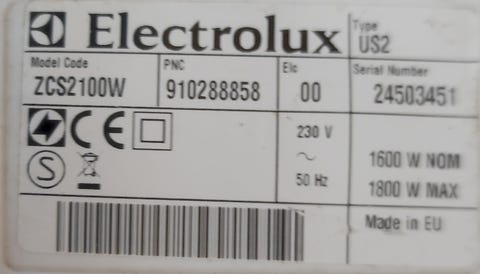 Electrolux
Type
US2
Model Code
ZCS2100W
PNC
910288858
Elc
00
Serial Number
24503451
CE
S
230 V
~
50 Hz
1600 W NOM
1800 W MAX
Made in EU